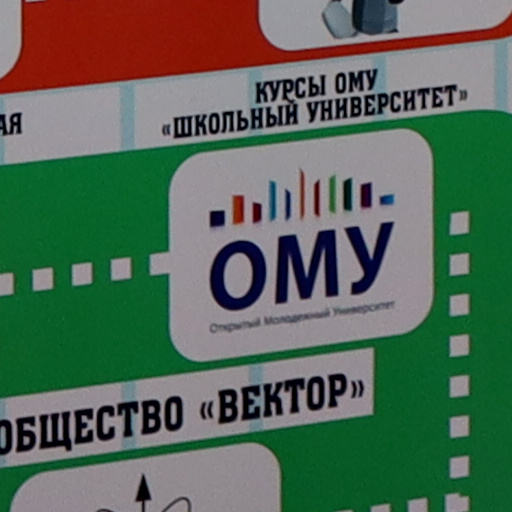 КУРСЫ ОМУ
АЯ
«ШКОЛЬНЫЙ УНИВЕРСИТЕТ»
ОМУ
Открытый Молодежный Университет
ОБЩЕСТВО «ВЕКТОР»